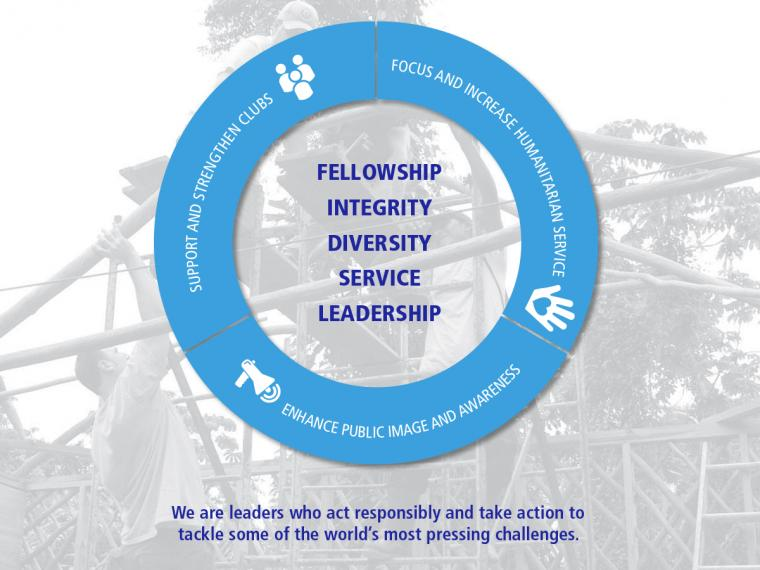 SUPPORT AND STRENGTHEN CLUBS
FOCUS AND INCREASE HUMANITARIAN SERVICE
ENHANCE PUBLIC IMAGE AND AWARENESS
FELLOWSHIP
INTEGRITY
DIVERSITY
SERVICE
LEADERSHIP
We are leaders who act responsibly and take action to
tackle some of the world's most pressing challenges.